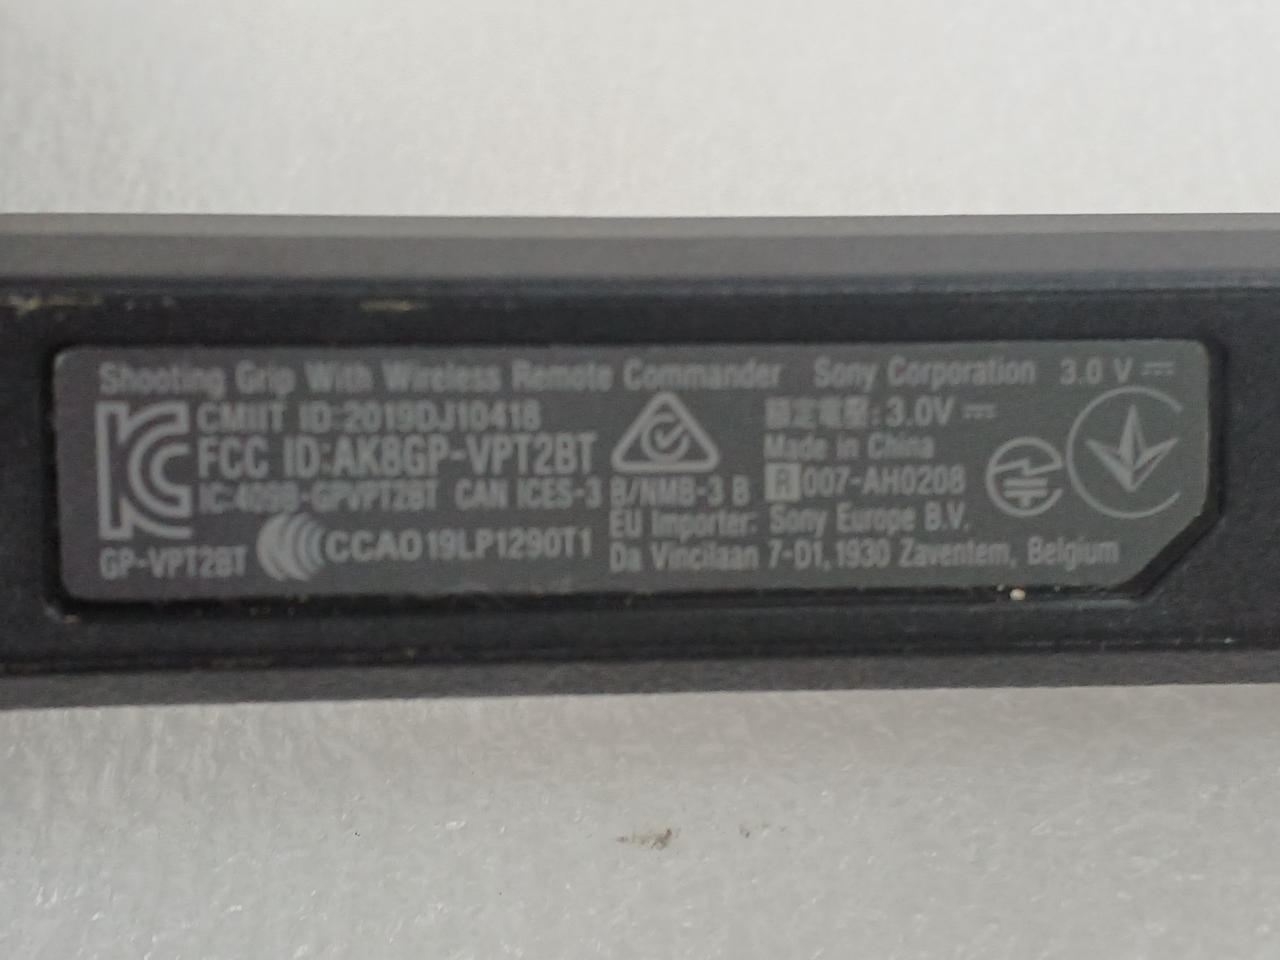 Shooting Grip With Wireless Remote Commander Sony Corporation 3.0 V
CMIIT ID:2019DJ10418
FCC ID:AK8GP-VPT2BT
IC:409B-GPVPT2BT CAN ICES-3 B/NMB-3 B
GP-VPT2BT CCAO19LP1290T1
額定電壓:3.0V
Made in China
R 007-AH0208
EU Importer: Sony Europe B.V.
Da Vincilaan 7-D1, 1930 Zaventem, Belgium